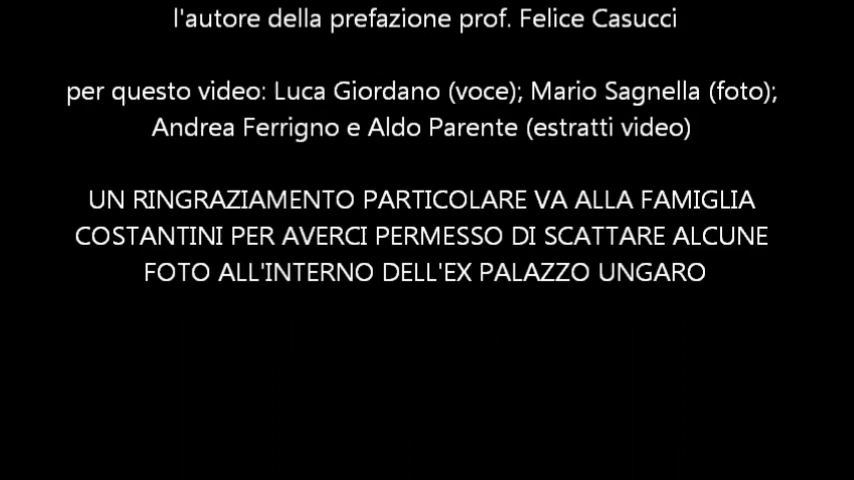 l'autore della prefazione prof. Felice Casucci
per questo video: Luca Giordano (voce); Mario Sagnella (foto);
Andrea Ferrigno e Aldo Parente (estratti video)
UN RINGRAZIAMENTO PARTICOLARE VA ALLA FAMIGLIA
COSTANTINI PER AVERCI PERMESSO DI SCATTARE ALCUNE
FOTO ALL'INTERNO DELL'EX PALAZZO UNGARO